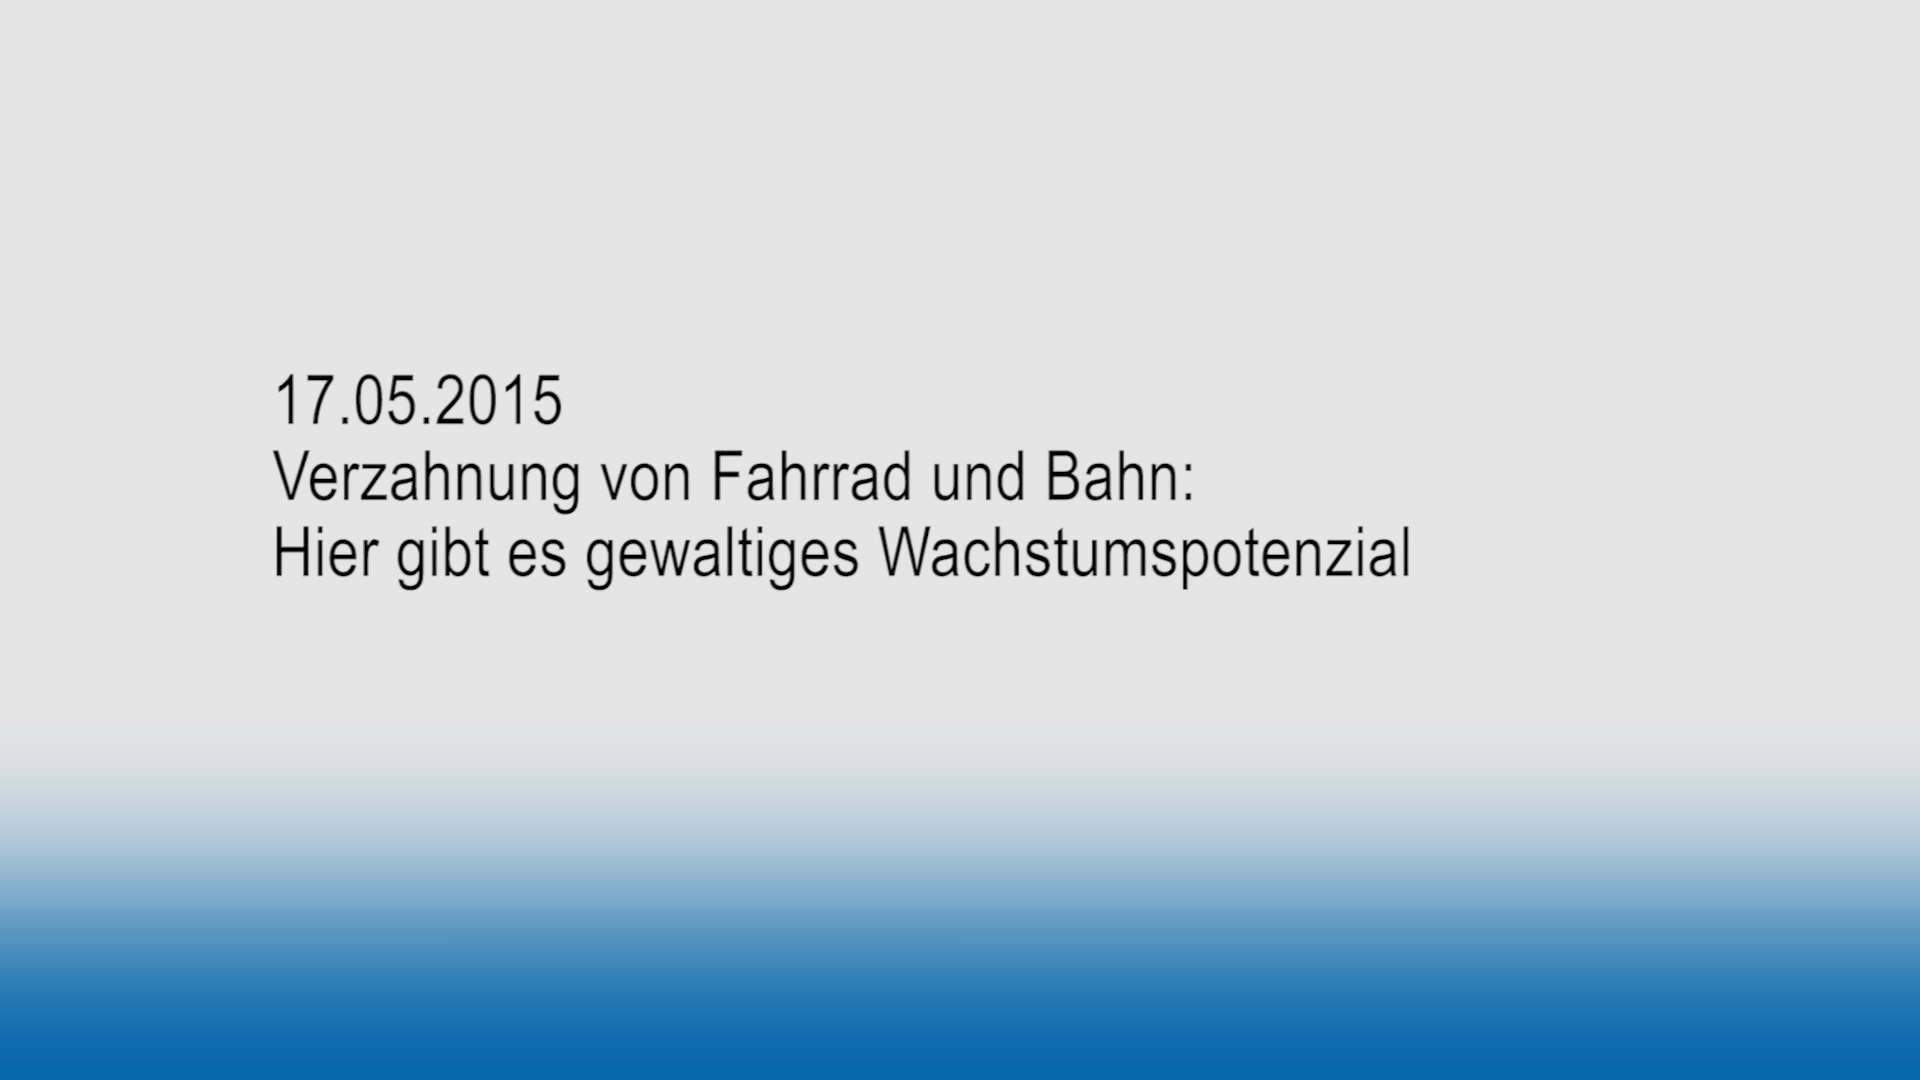 17.05.2015
Verzahnung von Fahrrad und Bahn:
Hier gibt es gewaltiges Wachstumspotenzial